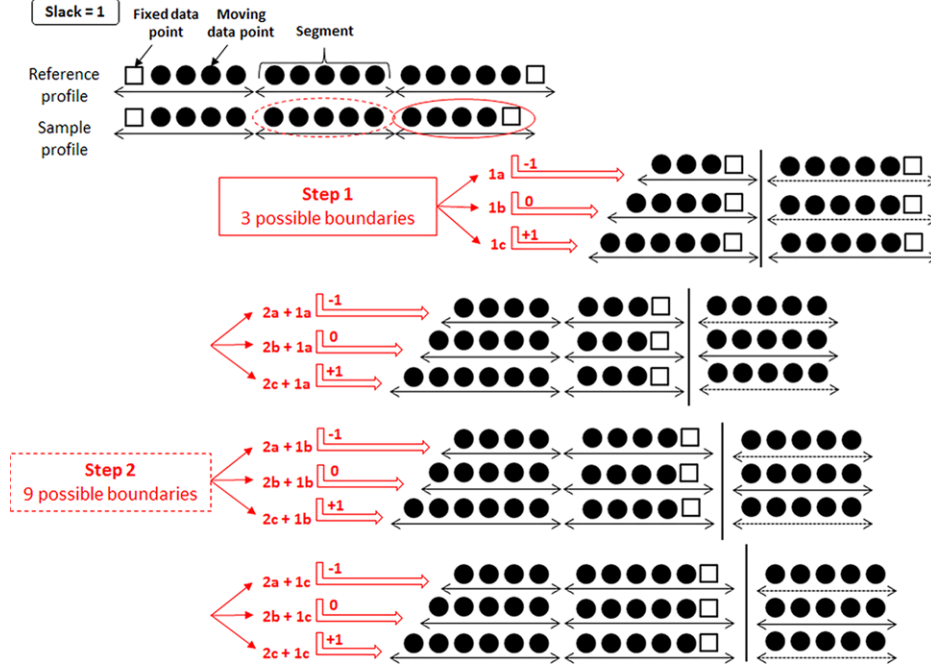 Slack = 1
Fixed data
point
Moving
data point
Segment
Reference
profile
Sample
profile
Step 1
3 possible boundaries
1a
-1
1b
0
1c
+1
2a + 1a
-1
2b + 1a
0
2c + 1a
+1
Step 2
9 possible boundaries
2a + 1b
-1
2b + 1b
0
2c + 1b
+1
2a + 1c
-1
2b + 1c
0
2c + 1c
+1